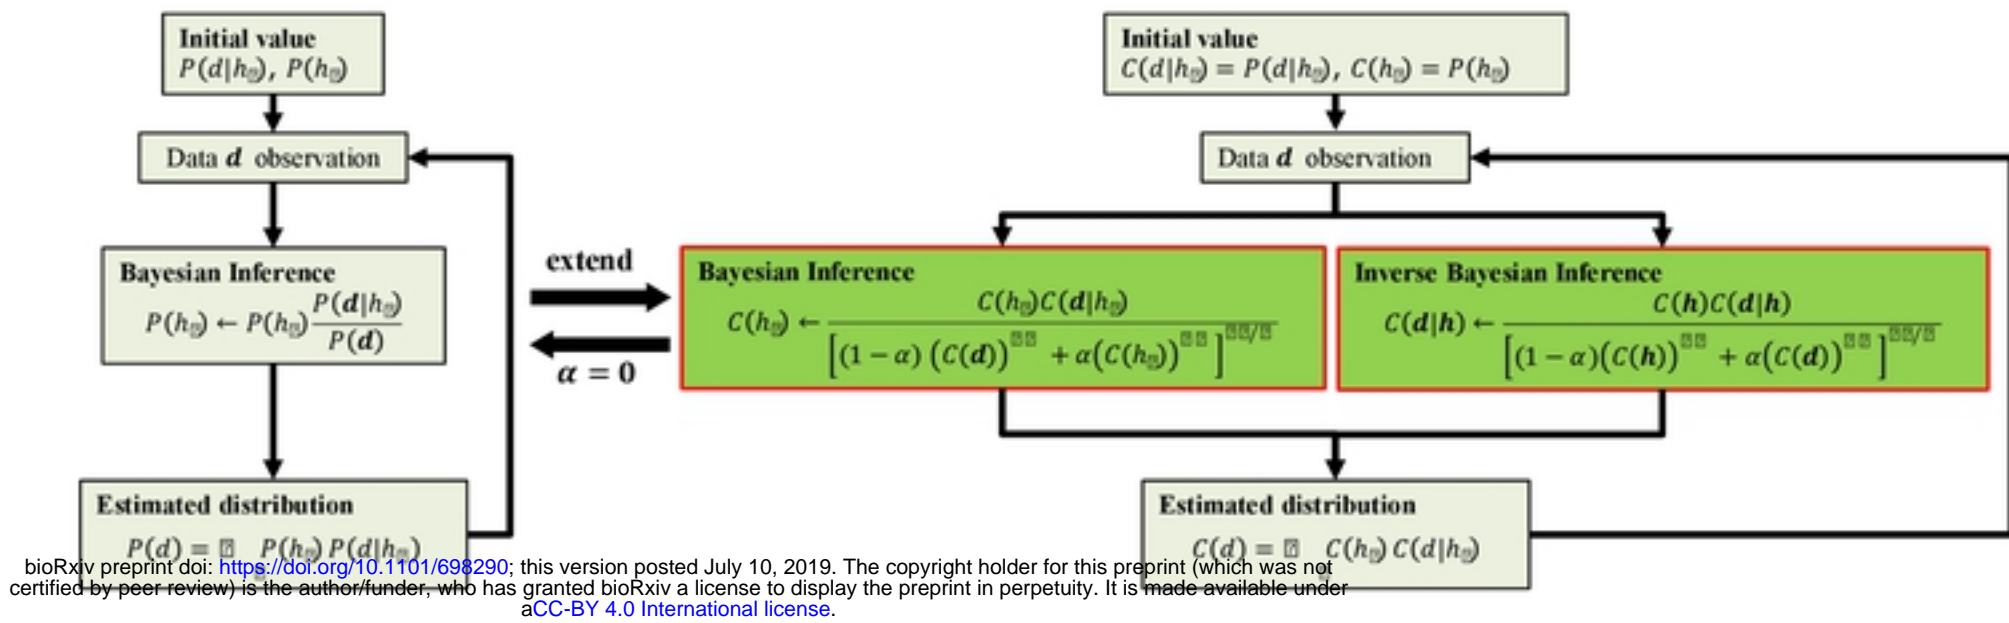 Initial value
P(d|h⍰), P(h⍰)
Data d observation
Bayesian Inference
P(h⍰) ← P(h⍰) P(d|h⍰) / P(d)
Estimated distribution
P(d) = ⍰ P(h⍰) P(d|h⍰)
⍰
extend
α = 0
Initial value
C(d|h⍰) = P(d|h⍰), C(h⍰) = P(h⍰)
Data d observation
Bayesian Inference
C(h⍰) ← C(h⍰)C(d|h⍰) / [(1 − α) (C(d))^⍰⍰ + α(C(h⍰))^⍰⍰]^⍰⍰/⍰
Inverse Bayesian Inference
C(d|h) ← C(h)C(d|h) / [(1 − α)(C(h))^⍰⍰ + α(C(d))^⍰⍰]^⍰⍰/⍰
Estimated distribution
C(d) = ⍰ C(h⍰) C(d|h⍰)
⍰
bioRxiv preprint doi: https://doi.org/10.1101/698290; this version posted July 10, 2019. The copyright holder for this preprint (which was not
certified by peer review) is the author/funder, who has granted bioRxiv a license to display the preprint in perpetuity. It is made available under
aCC-BY 4.0 International license.